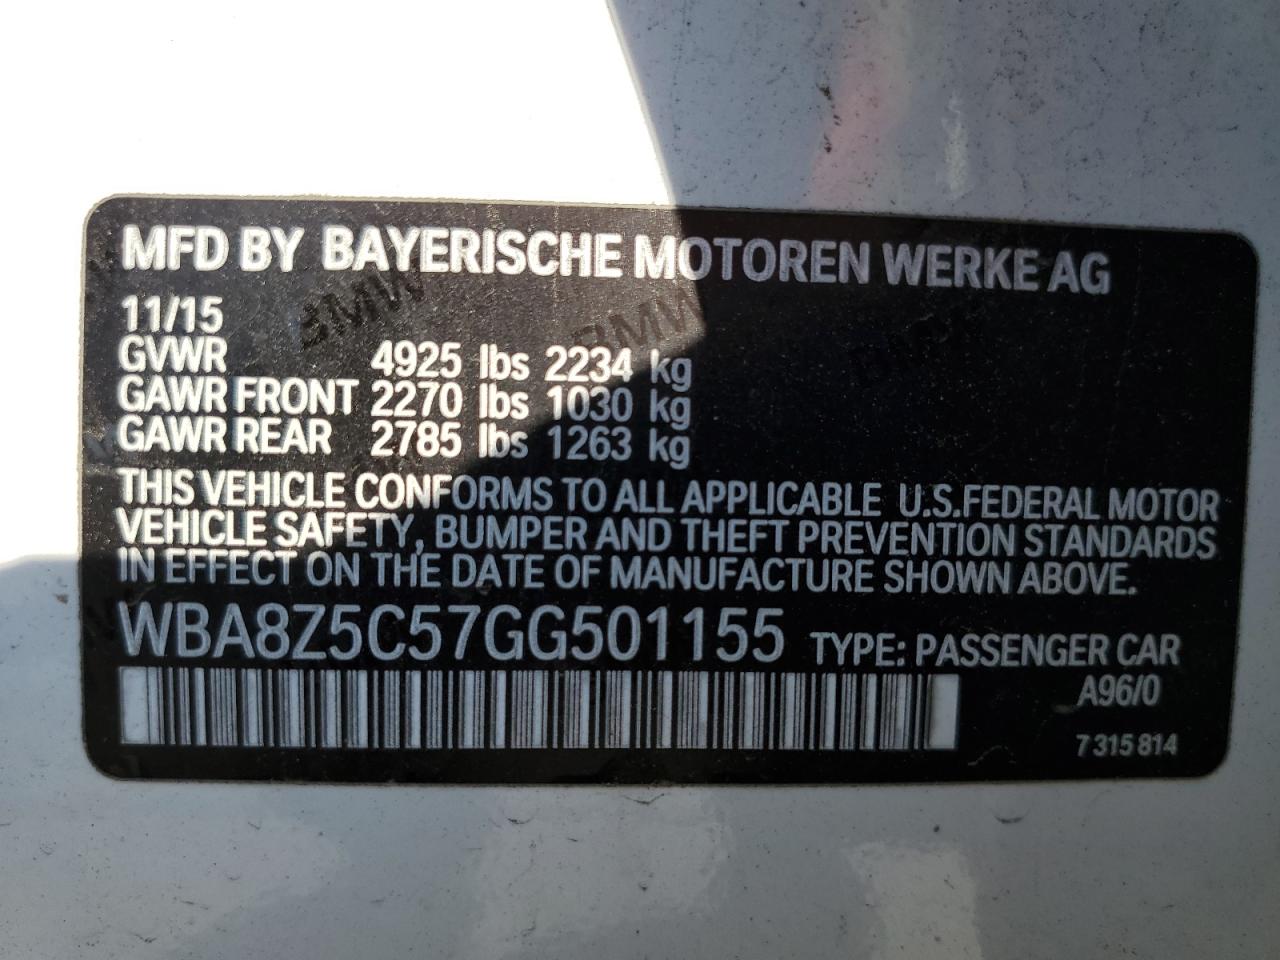 MFD BY BAYERISCHE MOTOREN WERKE AG
11/15
GVWR 4925 lbs 2234 kg
GAWR FRONT 2270 lbs 1030 kg
GAWR REAR 2785 lbs 1263 kg
THIS VEHICLE CONFORMS TO ALL APPLICABLE U.S.FEDERAL MOTOR
VEHICLE SAFETY, BUMPER AND THEFT PREVENTION STANDARDS
IN EFFECT ON THE DATE OF MANUFACTURE SHOWN ABOVE.
WBA8Z5C57GG501155 TYPE: PASSENGER CAR
A96/0
7 315 814
BMW
BMW
BMW